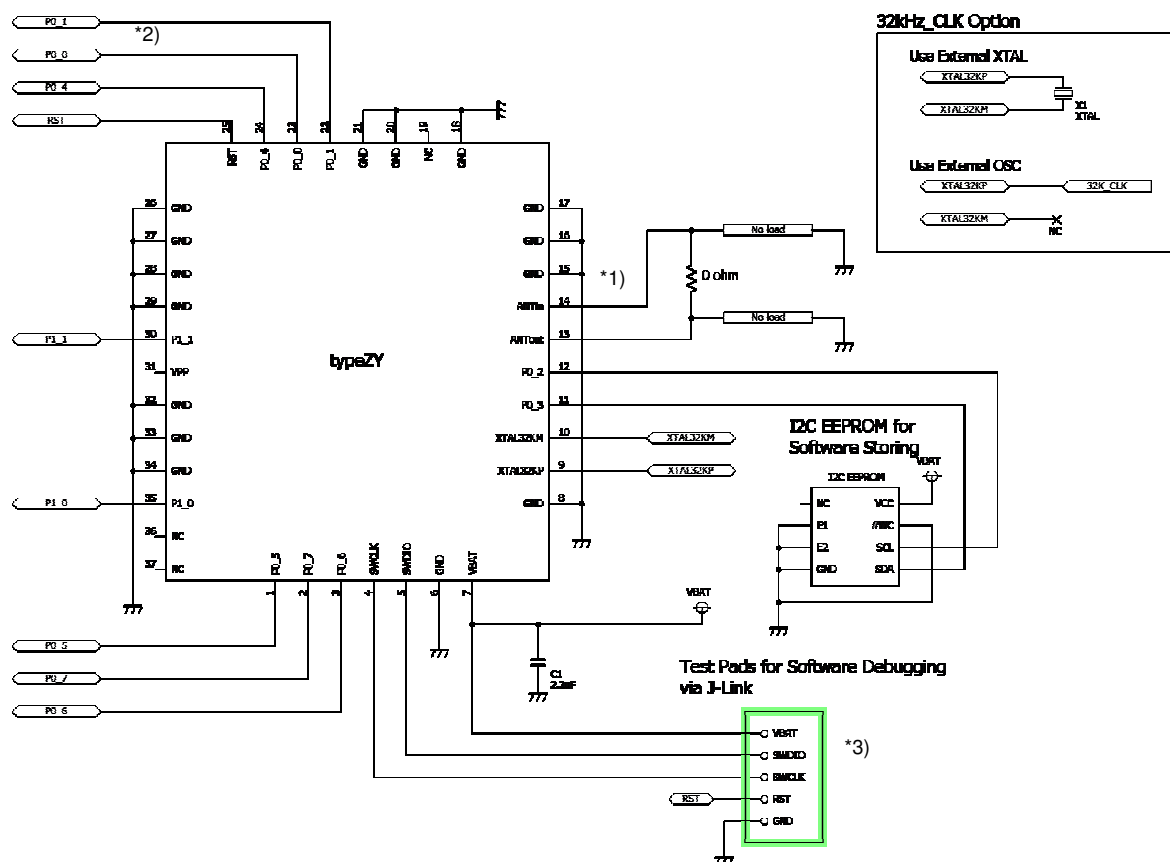 P0_1
*2)
P0_0
P0_4
RST
25
24
23
22
21
20
19
18
RST
P0_4
P0_0
P0_1
GND
GND
NC
GND
32kHz_CLK Option
Use External XTAL
XTAL32KP
XTAL32KM
X1
XTAL
Use External OSC
XTAL32KP
32K_CLK
XTAL32KM
NC
26 GND
27 GND
28 GND
29 GND
P1_1
30 P1_1
31 VPP
32 GND
33 GND
34 GND
P1_0
35 P1_0
36 NC
37 NC
typeZY
GND 17
GND 16
GND 15
*1)
ANTin 14
ANTout 13
P0_2 12
P0_3 11
XTAL32KM 10
XTAL32KM
XTAL32KP 9
XTAL32KP
GND 8
No load
0 ohm
No load
I2C EEPROM for
Software Storing
VBAT
I2C EEPROM
NC VCC
E1 /WC
E2 SCL
GND SDA
P0_5
P0_7
P0_6
SWCLK
SWDIO
GND
VBAT
1
2
3
4
5
6
7
VBAT
C1
P0_5
P0_7
P0_6
Test Pads for Software Debugging
via J-Link
VBAT
*3)
SWDIO
SWCLK
RST
RST
GND